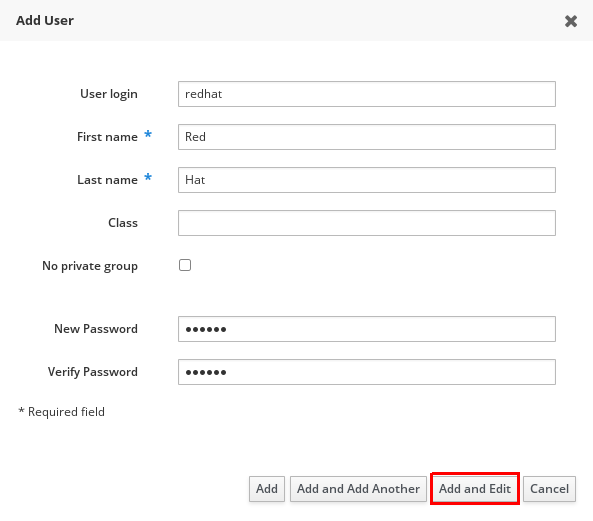 Add User
User login redhat
First name * Red
Last name * Hat
Class
No private group
New Password ••••••
Verify Password ••••••
* Required field
Add Add and Add Another Add and Edit Cancel